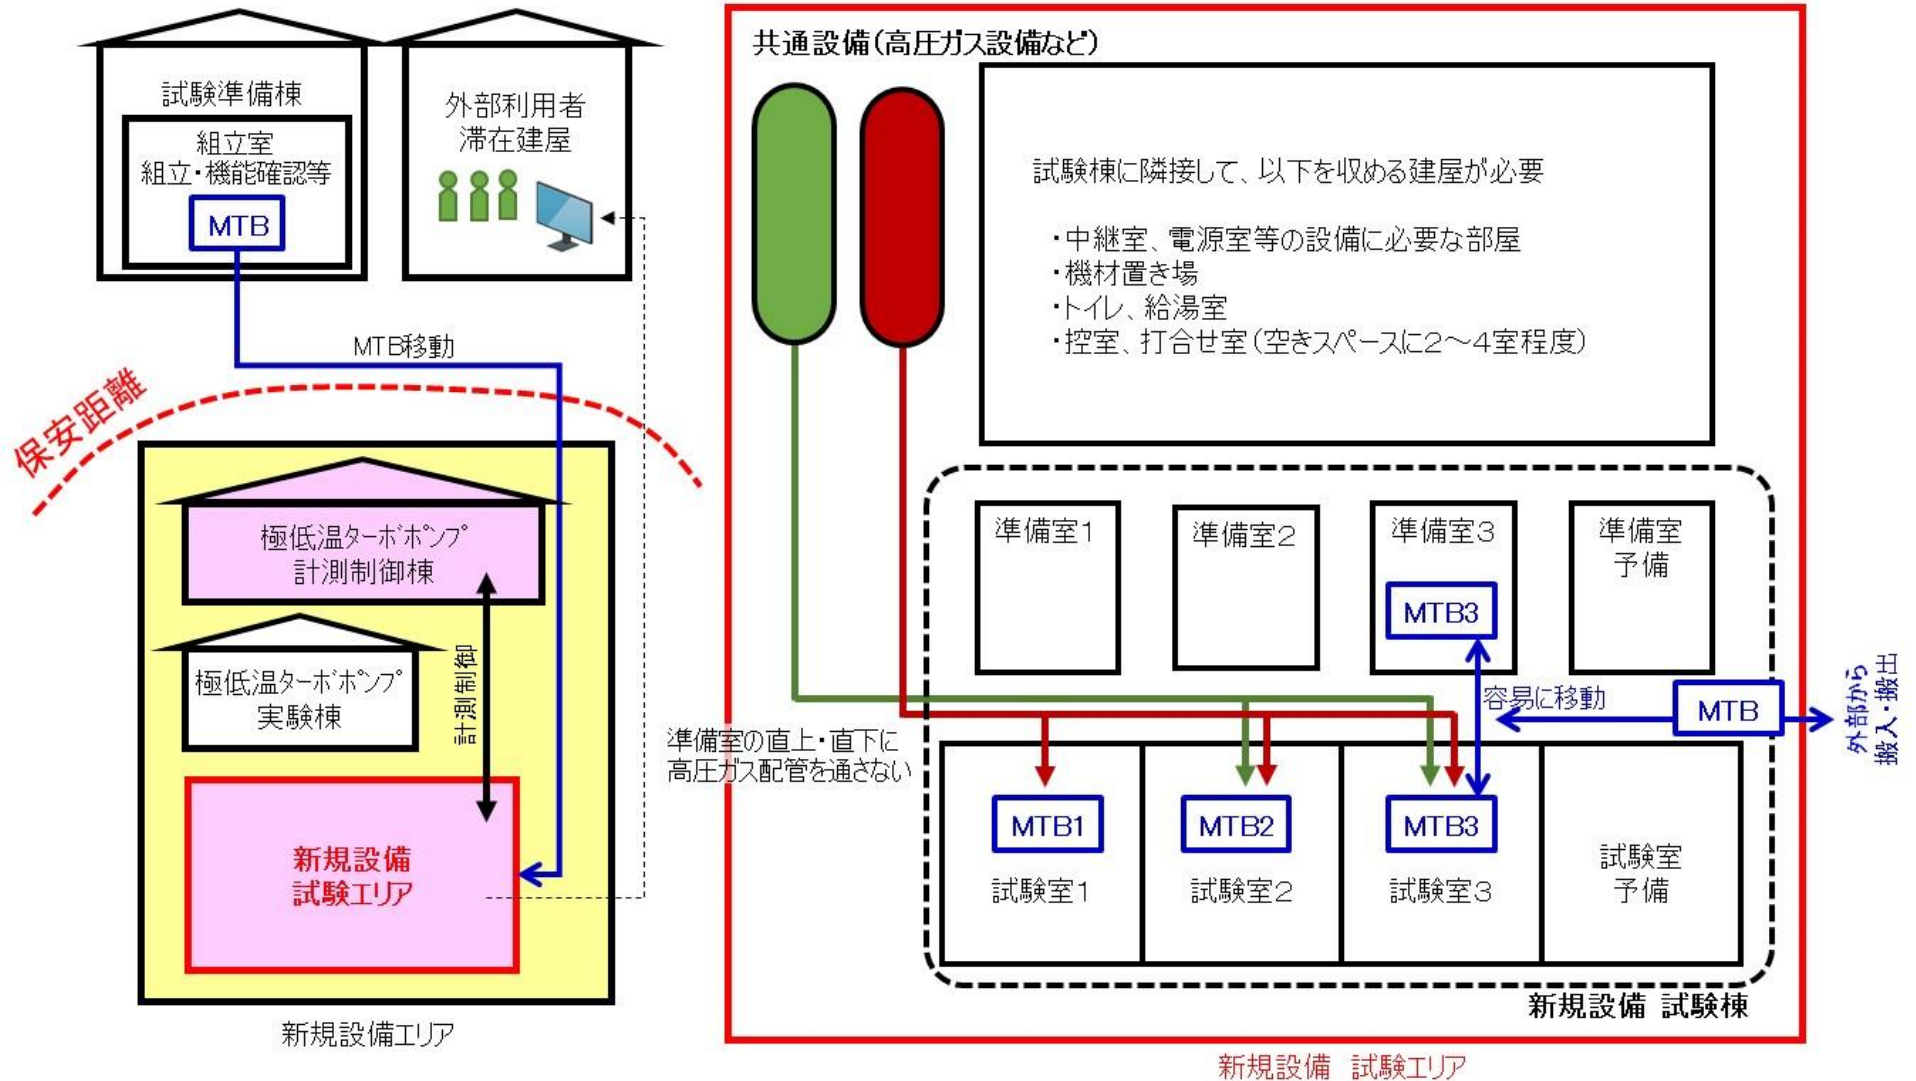 試験準備棟
組立室
組立・機能確認等
MTB
外部利用者
滞在建屋
MTB移動
保安距離
極低温ﾀｰﾎﾞﾎﾟﾝﾌﾟ
計測制御棟
計測制御
極低温ﾀｰﾎﾞﾎﾟﾝﾌﾟ
実験棟
新規設備
試験エリア
新規設備エリア
共通設備(高圧ガス設備など)
試験棟に隣接して、以下を収める建屋が必要
・中継室、電源室等の設備に必要な部屋
・機材置き場
・トイレ、給湯室
・控室、打合せ室(空きスペースに2～4室程度)
準備室1
準備室2
準備室3
MTB3
準備室
予備
容易に移動
MTB
外部から
搬入・搬出
準備室の直上・直下に
高圧ガス配管を通さない
MTB1
試験室1
MTB2
試験室2
MTB3
試験室3
試験室
予備
新規設備 試験棟
新規設備 試験エリア